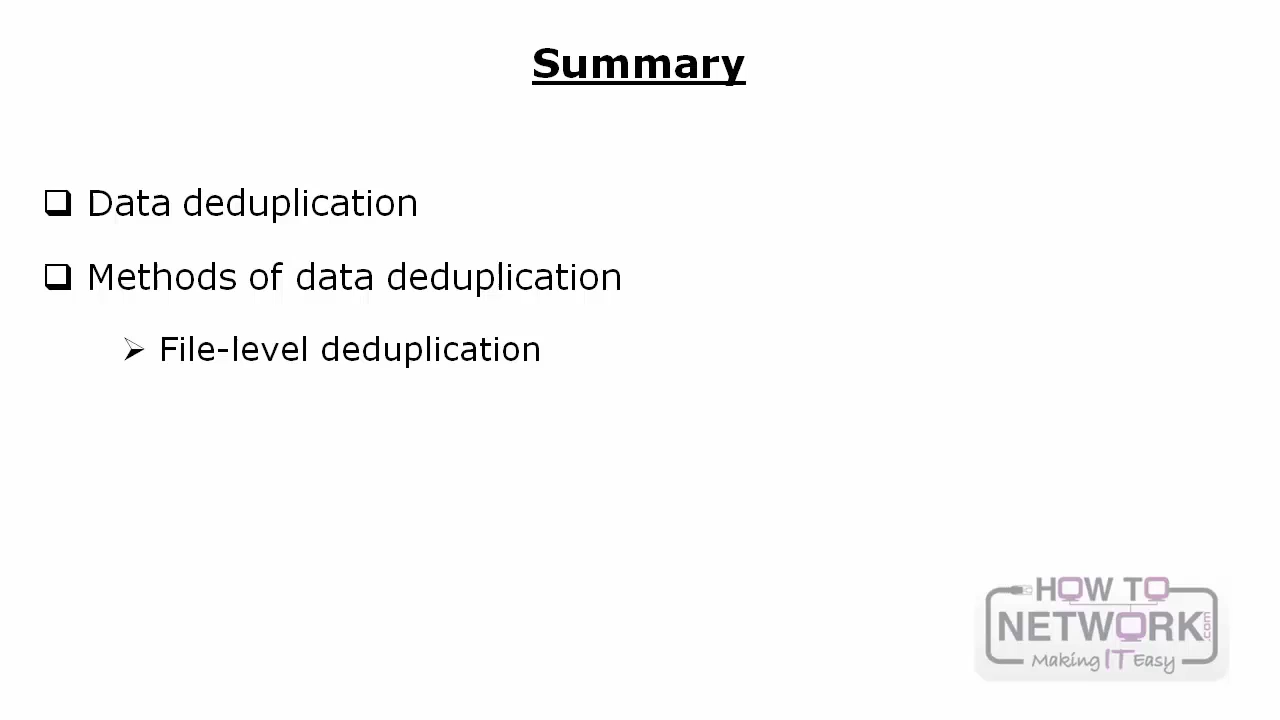 Summary
Data deduplication
Methods of data deduplication
File-level deduplication
HOW TO
NETWORK.com
Making IT Easy